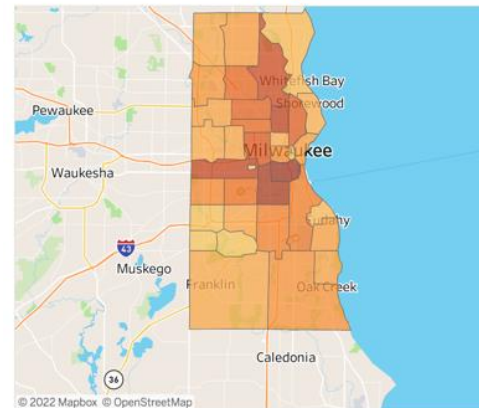 Whitefish Bay
Shorewood
Pewaukee
Milwaukee
Waukesha
Cudahy
43
Muskego
Franklin
Oak Creek
Caledonia
36
© 2022 Mapbox © OpenStreetMap